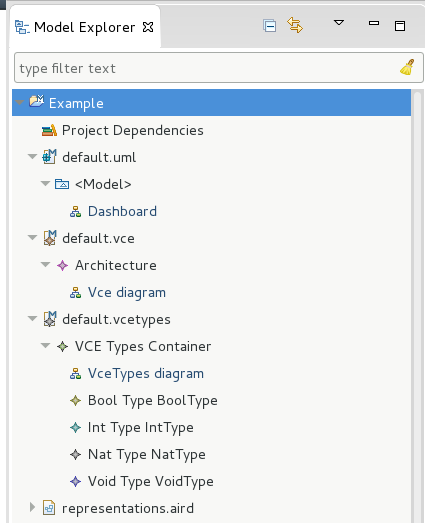 Model Explorer
type filter text
Example
Project Dependencies
default.uml
<Model>
Dashboard
default.vce
Architecture
Vce diagram
default.vcetypes
VCE Types Container
VceTypes diagram
Bool Type BoolType
Int Type IntType
Nat Type NatType
Void Type VoidType
representations.aird